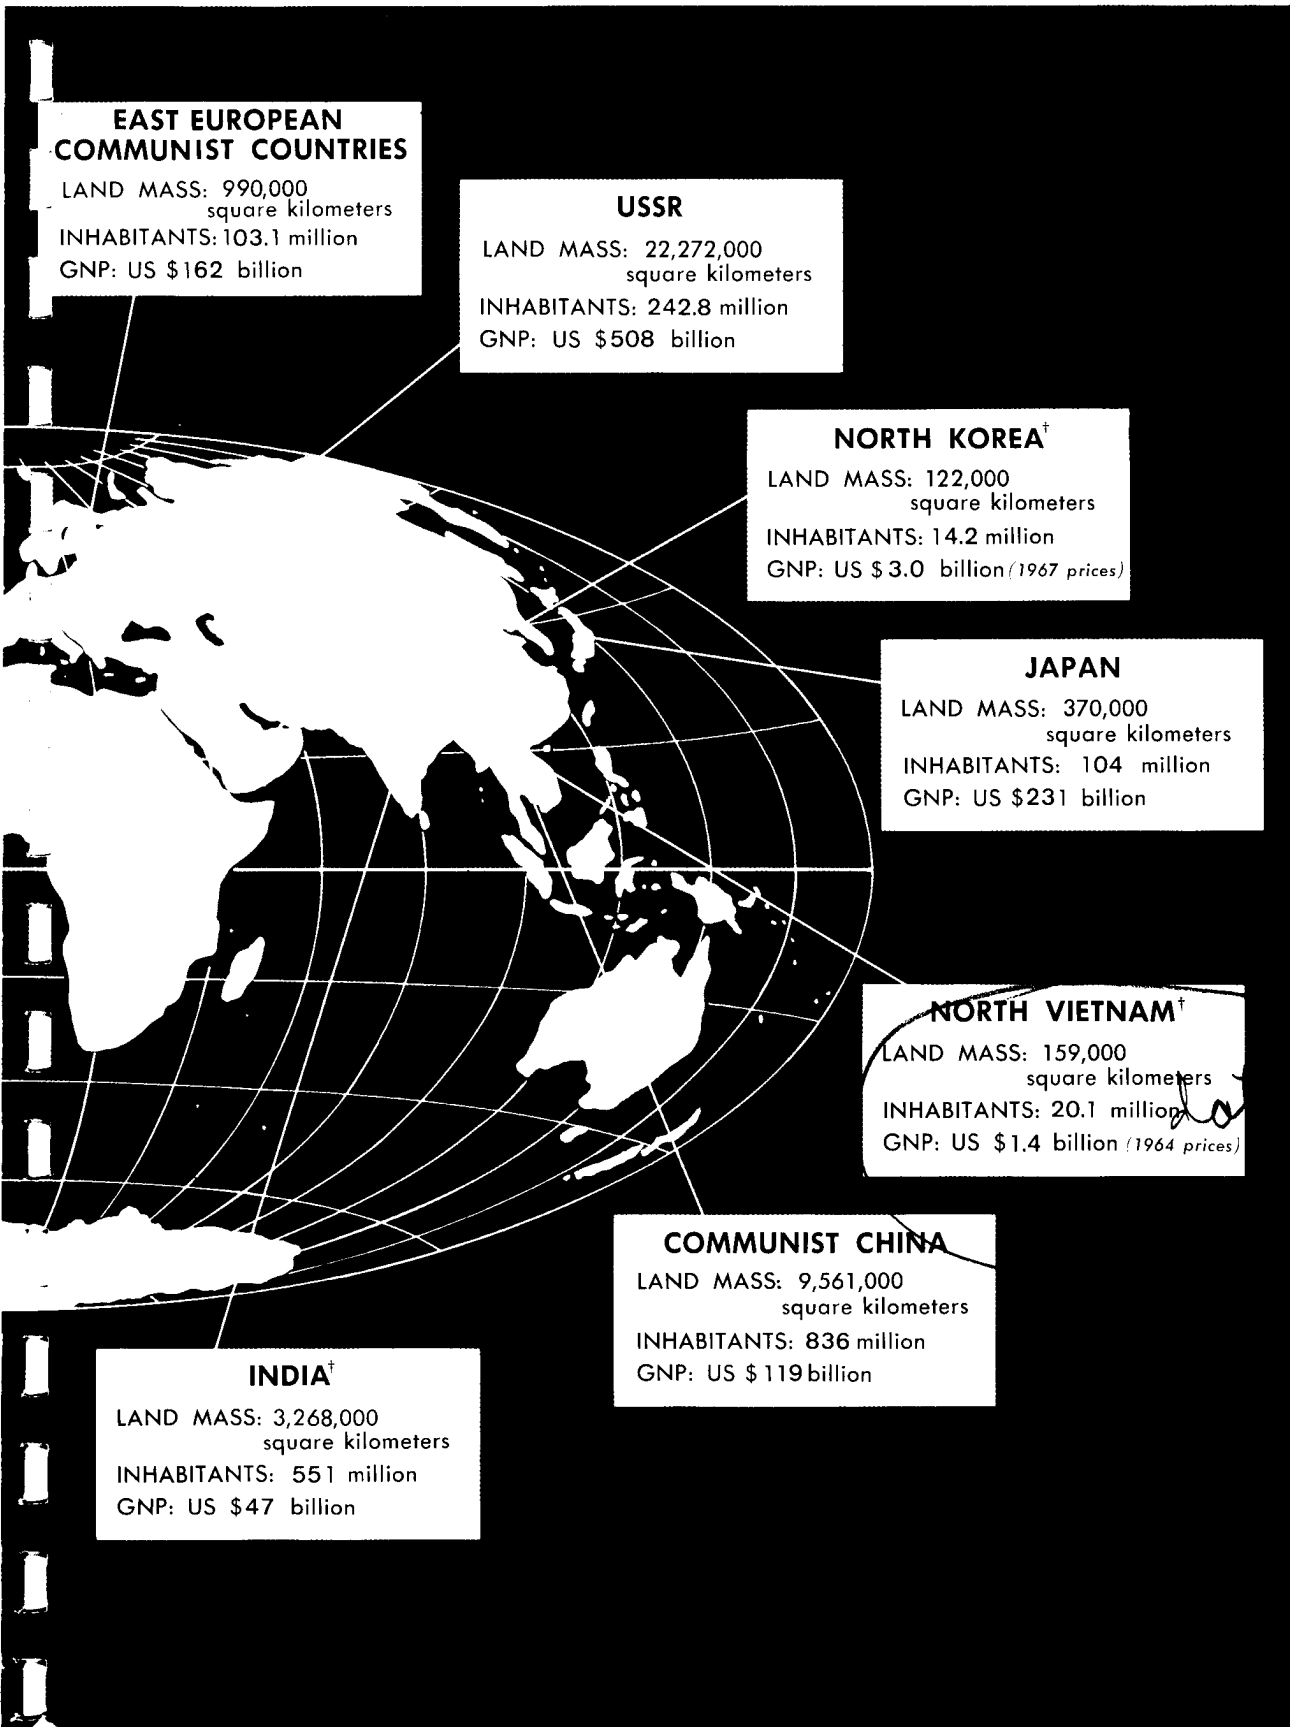 EAST EUROPEAN
COMMUNIST COUNTRIES
LAND MASS: 990,000
square kilometers
INHABITANTS: 103.1 million
GNP: US $162 billion
USSR
LAND MASS: 22,272,000
square kilometers
INHABITANTS: 242.8 million
GNP: US $508 billion
NORTH KOREA†
LAND MASS: 122,000
square kilometers
INHABITANTS: 14.2 million
GNP: US $3.0 billion (1967 prices)
JAPAN
LAND MASS: 370,000
square kilometers
INHABITANTS: 104 million
GNP: US $231 billion
NORTH VIETNAM†
LAND MASS: 159,000
square kilometers
INHABITANTS: 20.1 million
GNP: US $1.4 billion (1964 prices)
COMMUNIST CHINA
LAND MASS: 9,561,000
square kilometers
INHABITANTS: 836 million
GNP: US $119 billion
INDIA†
LAND MASS: 3,268,000
square kilometers
INHABITANTS: 551 million
GNP: US $47 billion